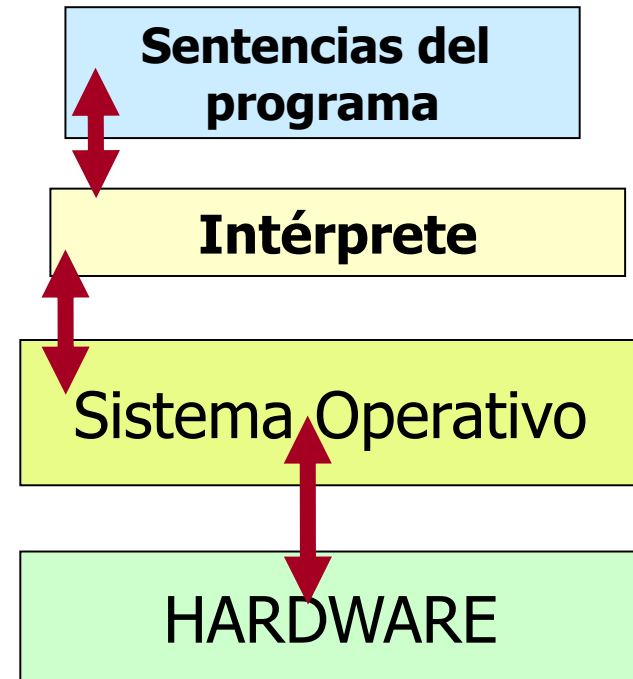 Sentencias del
programa
Intérprete
Sistema Operativo
HARDWARE